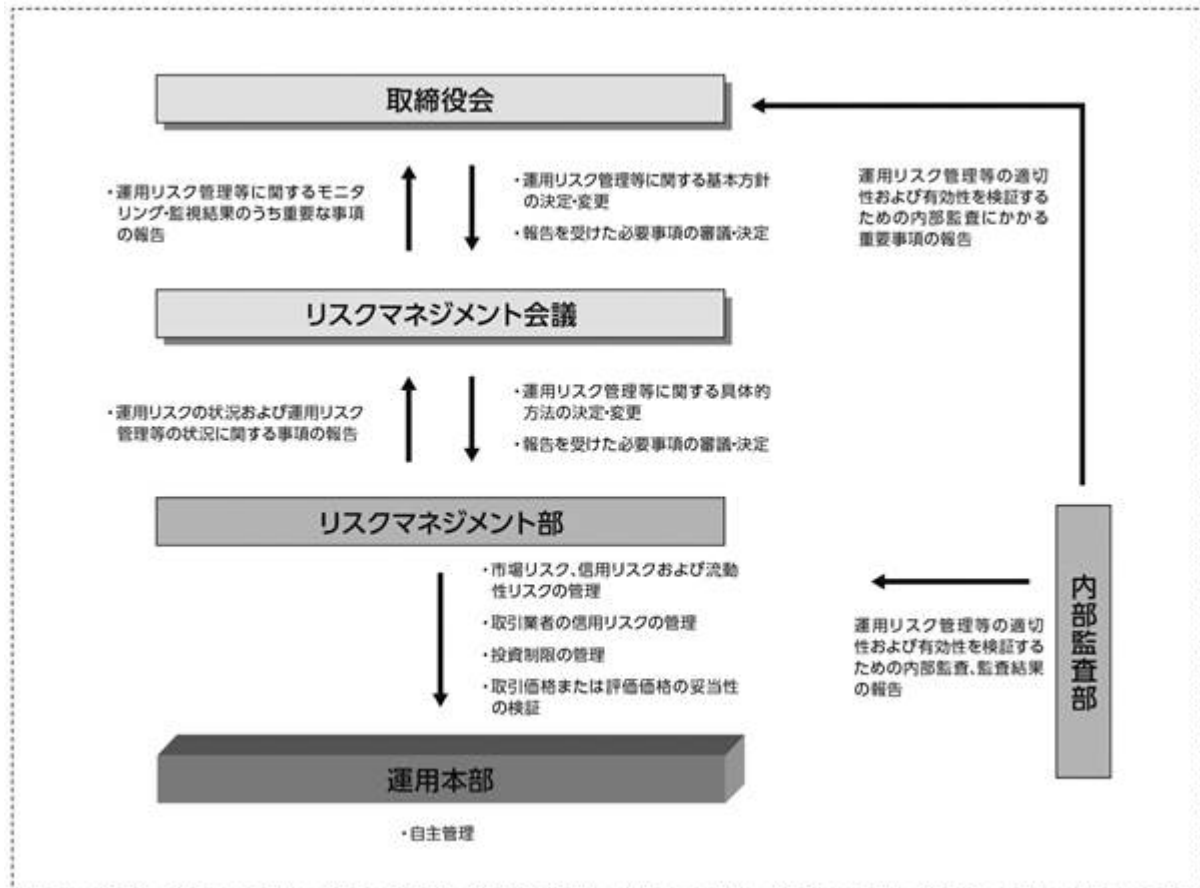 取締役会
・運用リスク管理等に関するモニタ
リング・監視結果のうち重要な事項
の報告
・運用リスク管理等に関する基本方針
の決定・変更
・報告を受けた必要事項の審議・決定
運用リスク管理等の適切
性および有効性を検証する
ための内部監査にかかる
重要事項の報告
リスクマネジメント会議
・運用リスクの状況および運用リスク
管理等の状況に関する事項の報告
・運用リスク管理等に関する具体的
方法の決定・変更
・報告を受けた必要事項の審議・決定
リスクマネジメント部
・市場リスク、信用リスクおよび流動
性リスクの管理
・取引業者の信用リスクの管理
・投資制限の管理
・取引価格または評価価格の妥当性
の検証
運用リスク管理等の適切
性および有効性を検証する
ための内部監査、監査結果
の報告
内部監査部
運用本部
・自主管理